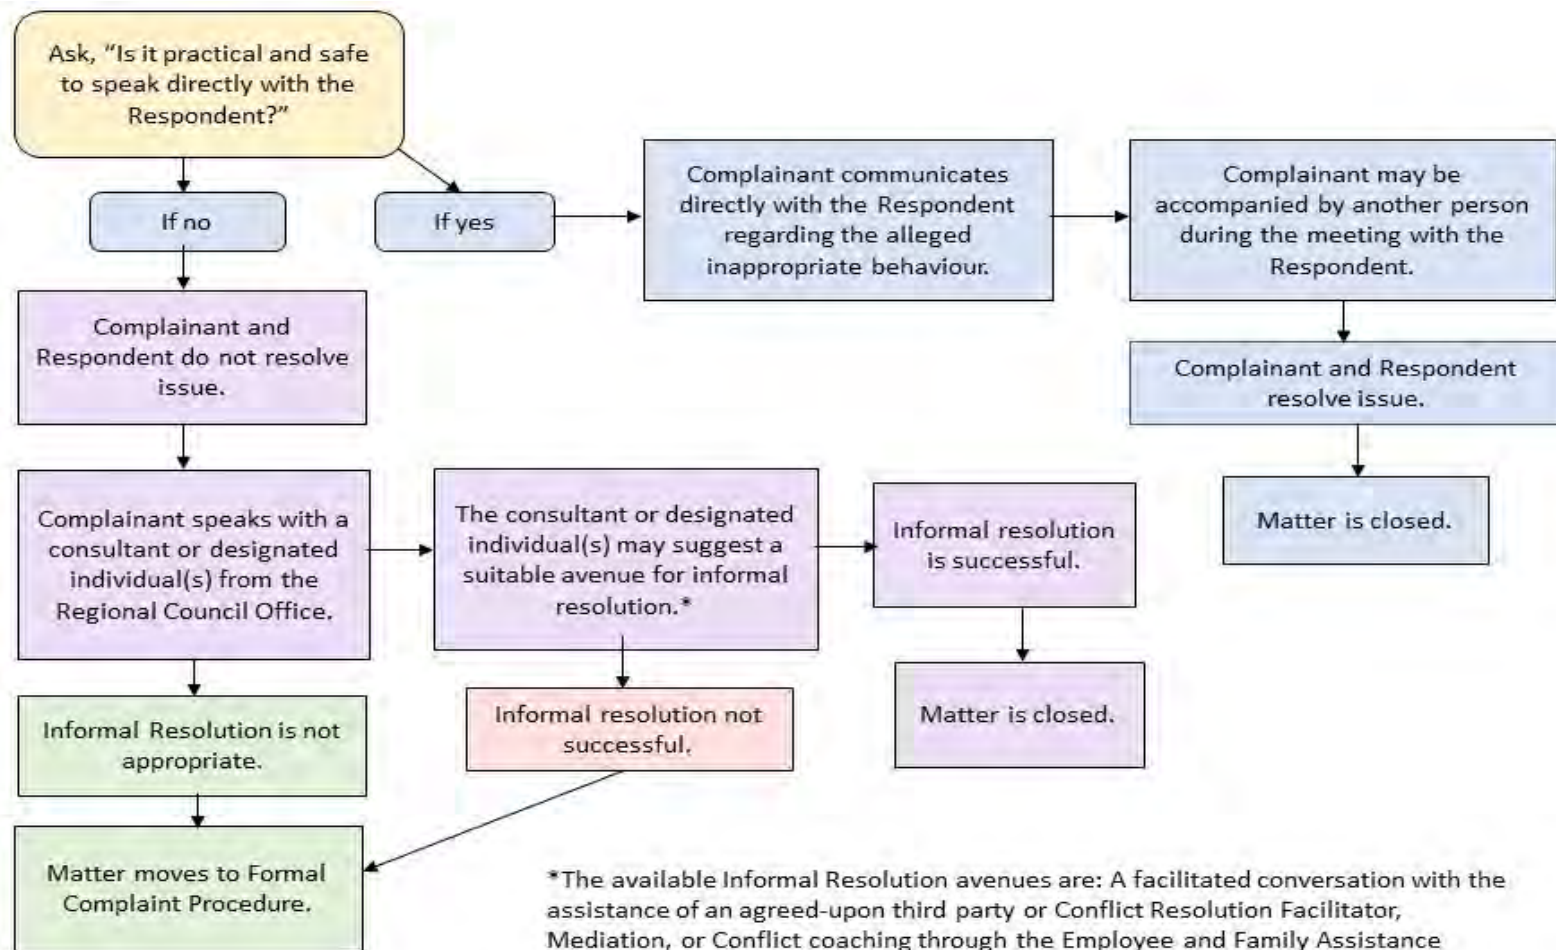 Ask, “Is it practical and safe
to speak directly with the
Respondent?”
If no
If yes
Complainant communicates
directly with the Respondent
regarding the alleged
inappropriate behaviour.
Complainant may be
accompanied by another person
during the meeting with the
Respondent.
Complainant and
Respondent do not resolve
issue.
Complainant and Respondent
resolve issue.
Matter is closed.
Complainant speaks with a
consultant or designated
individual(s) from the
Regional Council Office.
The consultant or designated
individual(s) may suggest a
suitable avenue for informal
resolution.*
Informal resolution
is successful.
Matter is closed.
Informal Resolution is not
appropriate.
Informal resolution not
successful.
Matter moves to Formal
Complaint Procedure.
*The available Informal Resolution avenues are: A facilitated conversation with the
assistance of an agreed-upon third party or Conflict Resolution Facilitator,
Mediation, or Conflict coaching through the Employee and Family Assistance